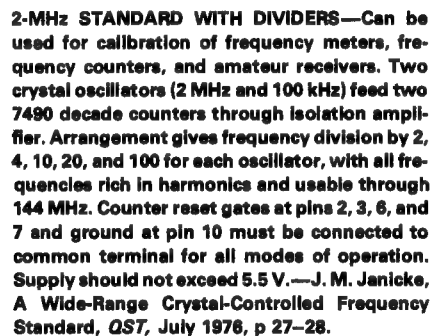 2-MHz STANDARD WITH DIVIDERS—Can be
used for calibration of frequency meters, fre-
quency counters, and amateur receivers. Two
crystal oscillators (2 MHz and 100 kHz) feed two
7490 decade counters through isolation ampli-
fier. Arrangement gives frequency division by 2,
4, 10, 20, and 100 for each oscillator, with all fre-
quencies rich in harmonics and usable through
144 MHz. Counter reset gates at pins 2, 3, 6, and
7 and ground at pin 10 must be connected to
common terminal for all modes of operation.
Supply should not exceed 5.5 V.—J. M. Janicke,
A Wide-Range Crystal-Controlled Frequency
Standard, QST, July 1976, p 27–28.